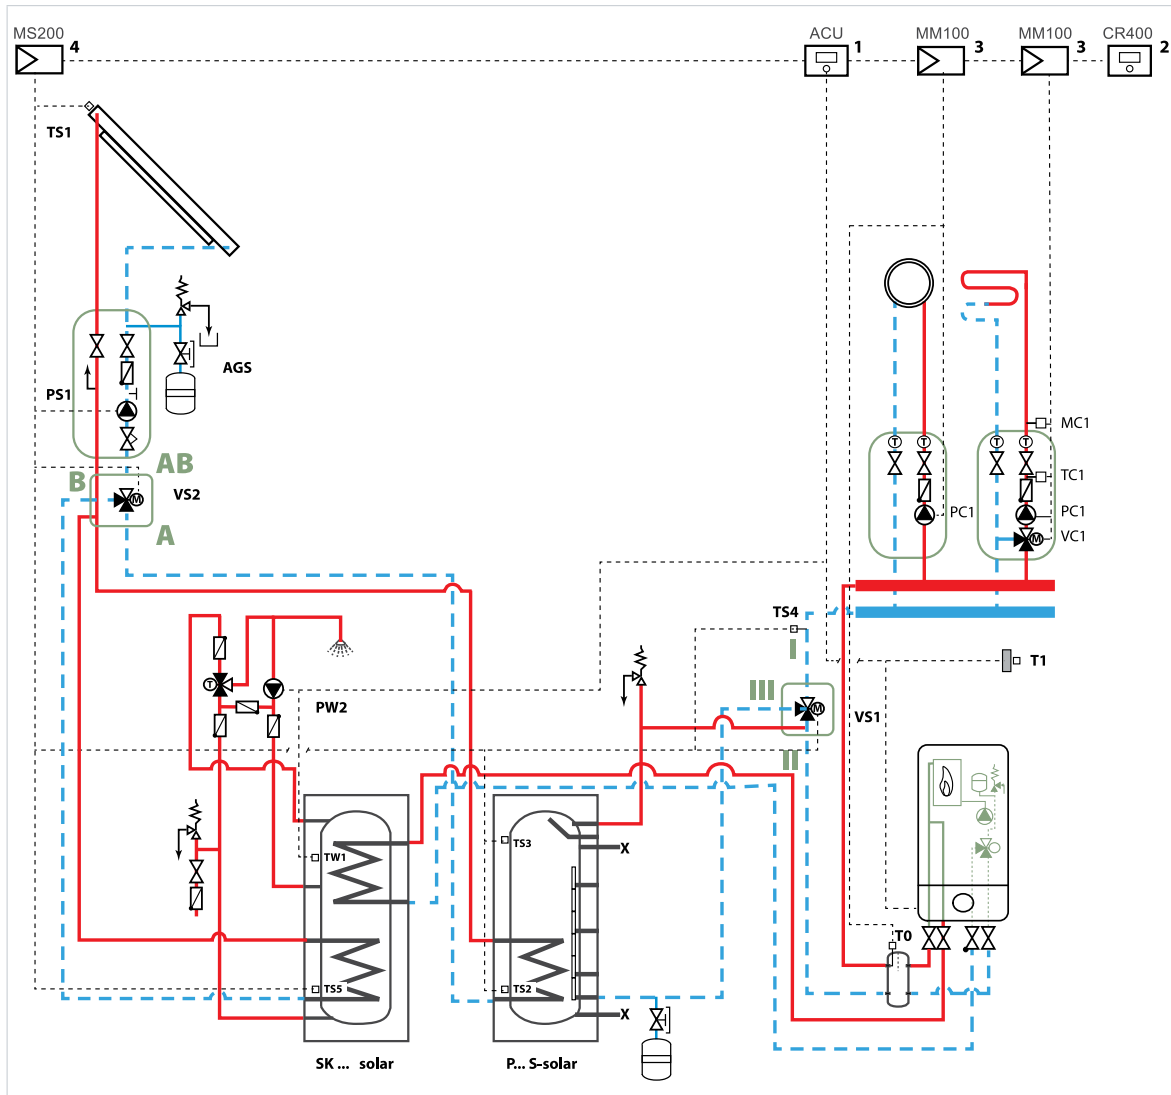 MS200 4
ACU 1
MM100 3
MM100 3
CR400 2
TS1
AGS
PS1
AB
B
VS2
A
T
T
T
T
MC1
TC1
PC1
PC1
VC1
M
M
TS4
I
T1
III
M
VS1
II
T
PW2
TW1
TS3
X
TS5
TS2
X
T0
SK ... solar
P... S-solar